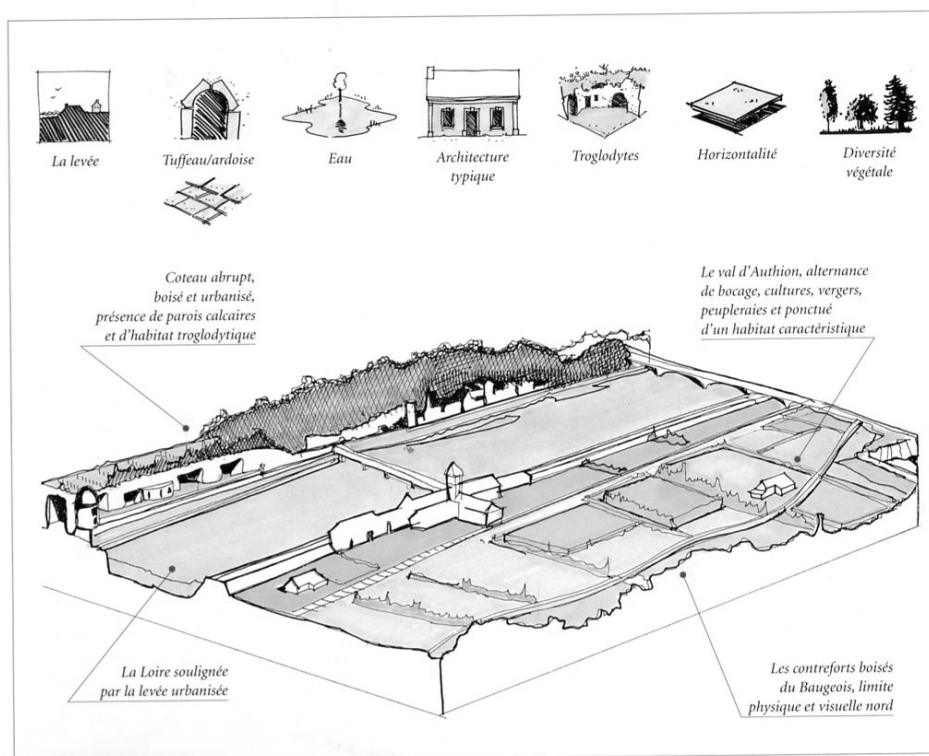 La levée
Tuffeau/ardoise
Eau
Architecture
typique
Troglodytes
Horizontalité
Diversité
végétale
Coteau abrupt,
boisé et urbanisé,
présence de parois calcaires
et d'habitat troglodytique
Le val d'Authion, alternance
de bocage, cultures, vergers,
peupleraies et ponctué
d'un habitat caractéristique
La Loire soulignée
par la levée urbanisée
Les contreforts boisés
du Baugeois, limite
physique et visuelle nord